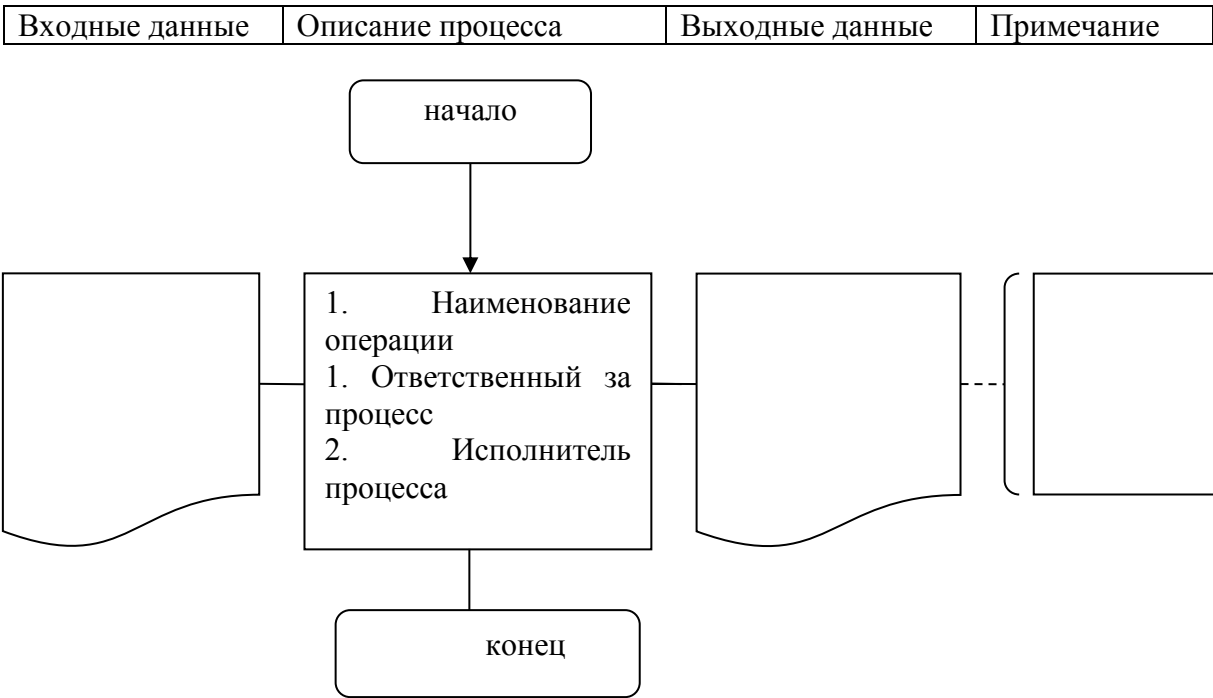 Входные данные Описание процесса Выходные данные Примечание
начало
1. Наименование
операции
1. Ответственный за
процесс
2. Исполнитель
процесса
конец